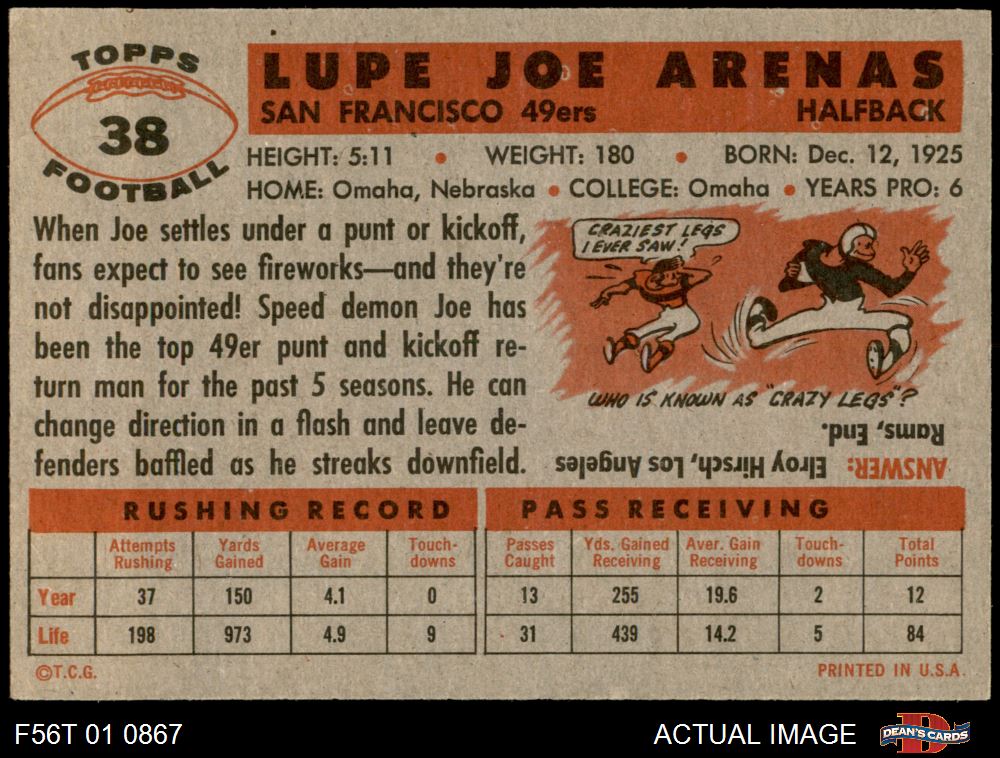 TOPPS
38
FOOTBALL
LUPE JOE ARENAS
SAN FRANCISCO 49ers HALFBACK
HEIGHT: 5:11 • WEIGHT: 180 • BORN: Dec. 12, 1925
HOME: Omaha, Nebraska • COLLEGE: Omaha • YEARS PRO: 6
When Joe settles under a punt or kickoff,
fans expect to see fireworks—and they're
not disappointed! Speed demon Joe has
been the top 49er punt and kickoff re-
turn man for the past 5 seasons. He can
change direction in a flash and leave de-
fenders baffled as he streaks downfield.
CRAZIEST LEGS
I EVER SAW!
WHO IS KNOWN AS "CRAZY LEGS"?
ANSWER: Elroy Hirsch, Los Angeles
Rams, End.
RUSHING RECORD PASS RECEIVING
Attempts Rushing Yards Gained Average Gain Touch-downs Passes Caught Yds. Gained Receiving Aver. Gain Receiving Touch-downs Total Points
Year 37 150 4.1 0 13 255 19.6 2 12
Life 198 973 4.9 9 31 439 14.2 5 84
©T.C.G. PRINTED IN U.S.A.
F56T 01 0867 ACTUAL IMAGE DEAN'S CARDS